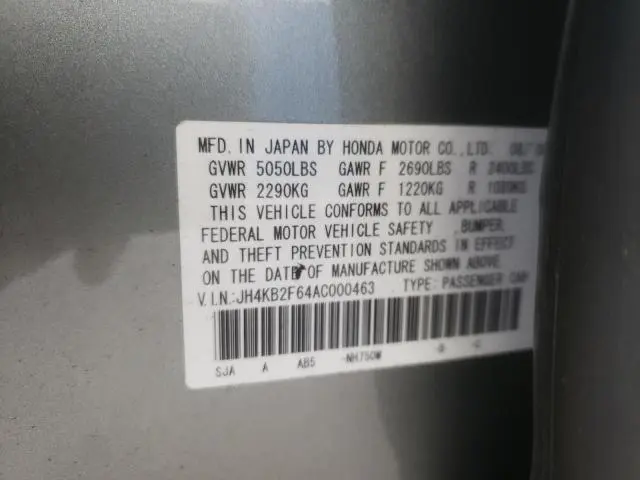 MFD. IN JAPAN BY HONDA MOTOR CO., LTD.
GVWR 5050LBS GAWR F 2690LBS R
GVWR 2290KG GAWR F 1220KG R
THIS VEHICLE CONFORMS TO ALL APPLICABLE
FEDERAL MOTOR VEHICLE SAFETY , BUMPER,
AND THEFT PREVENTION STANDARDS IN EFFECT
ON THE DATE OF MANUFACTURE SHOWN ABOVE.
V.I.N.:JH4KB2F64AC000463 TYPE: PASSENGER CAR
SJA A AB5 -NH750M